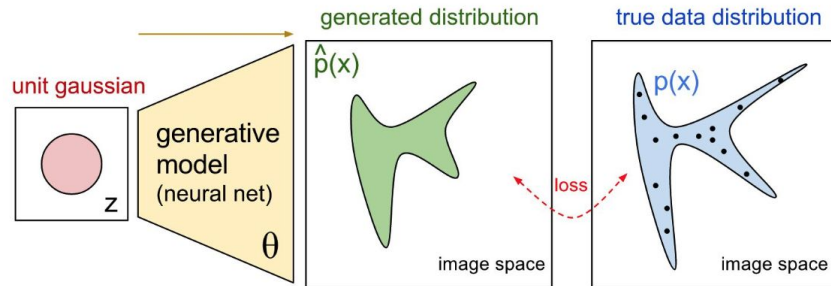 unit gaussian
z
generative
model
(neural net)
θ
generated distribution
p̂(x)
image space
loss
true data distribution
p(x)
image space